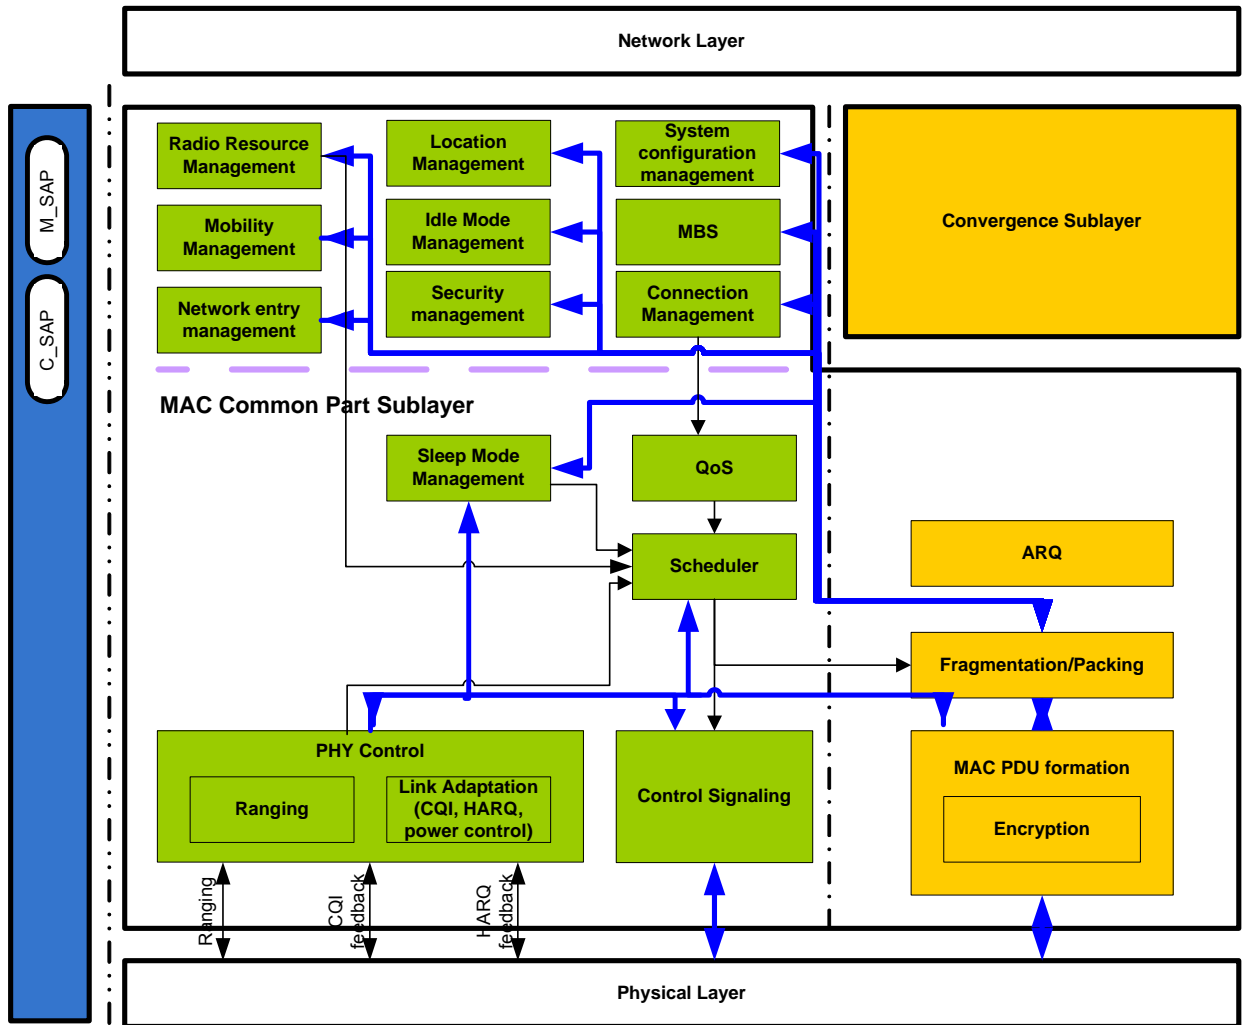 Network Layer
M_SAP
C_SAP
Radio Resource
Management
Location
Management
System
configuration
management
Convergence Sublayer
Mobility
Management
Idle Mode
Management
MBS
Network entry
management
Security
management
Connection
Management
MAC Common Part Sublayer
Sleep Mode
Management
QoS
Scheduler
ARQ
Fragmentation/Packing
PHY Control
Ranging
Link Adaptation
(CQI, HARQ,
power control)
Control Signaling
MAC PDU formation
Encryption
Ranging
CQI
feedback
HARQ
feedback
Physical Layer